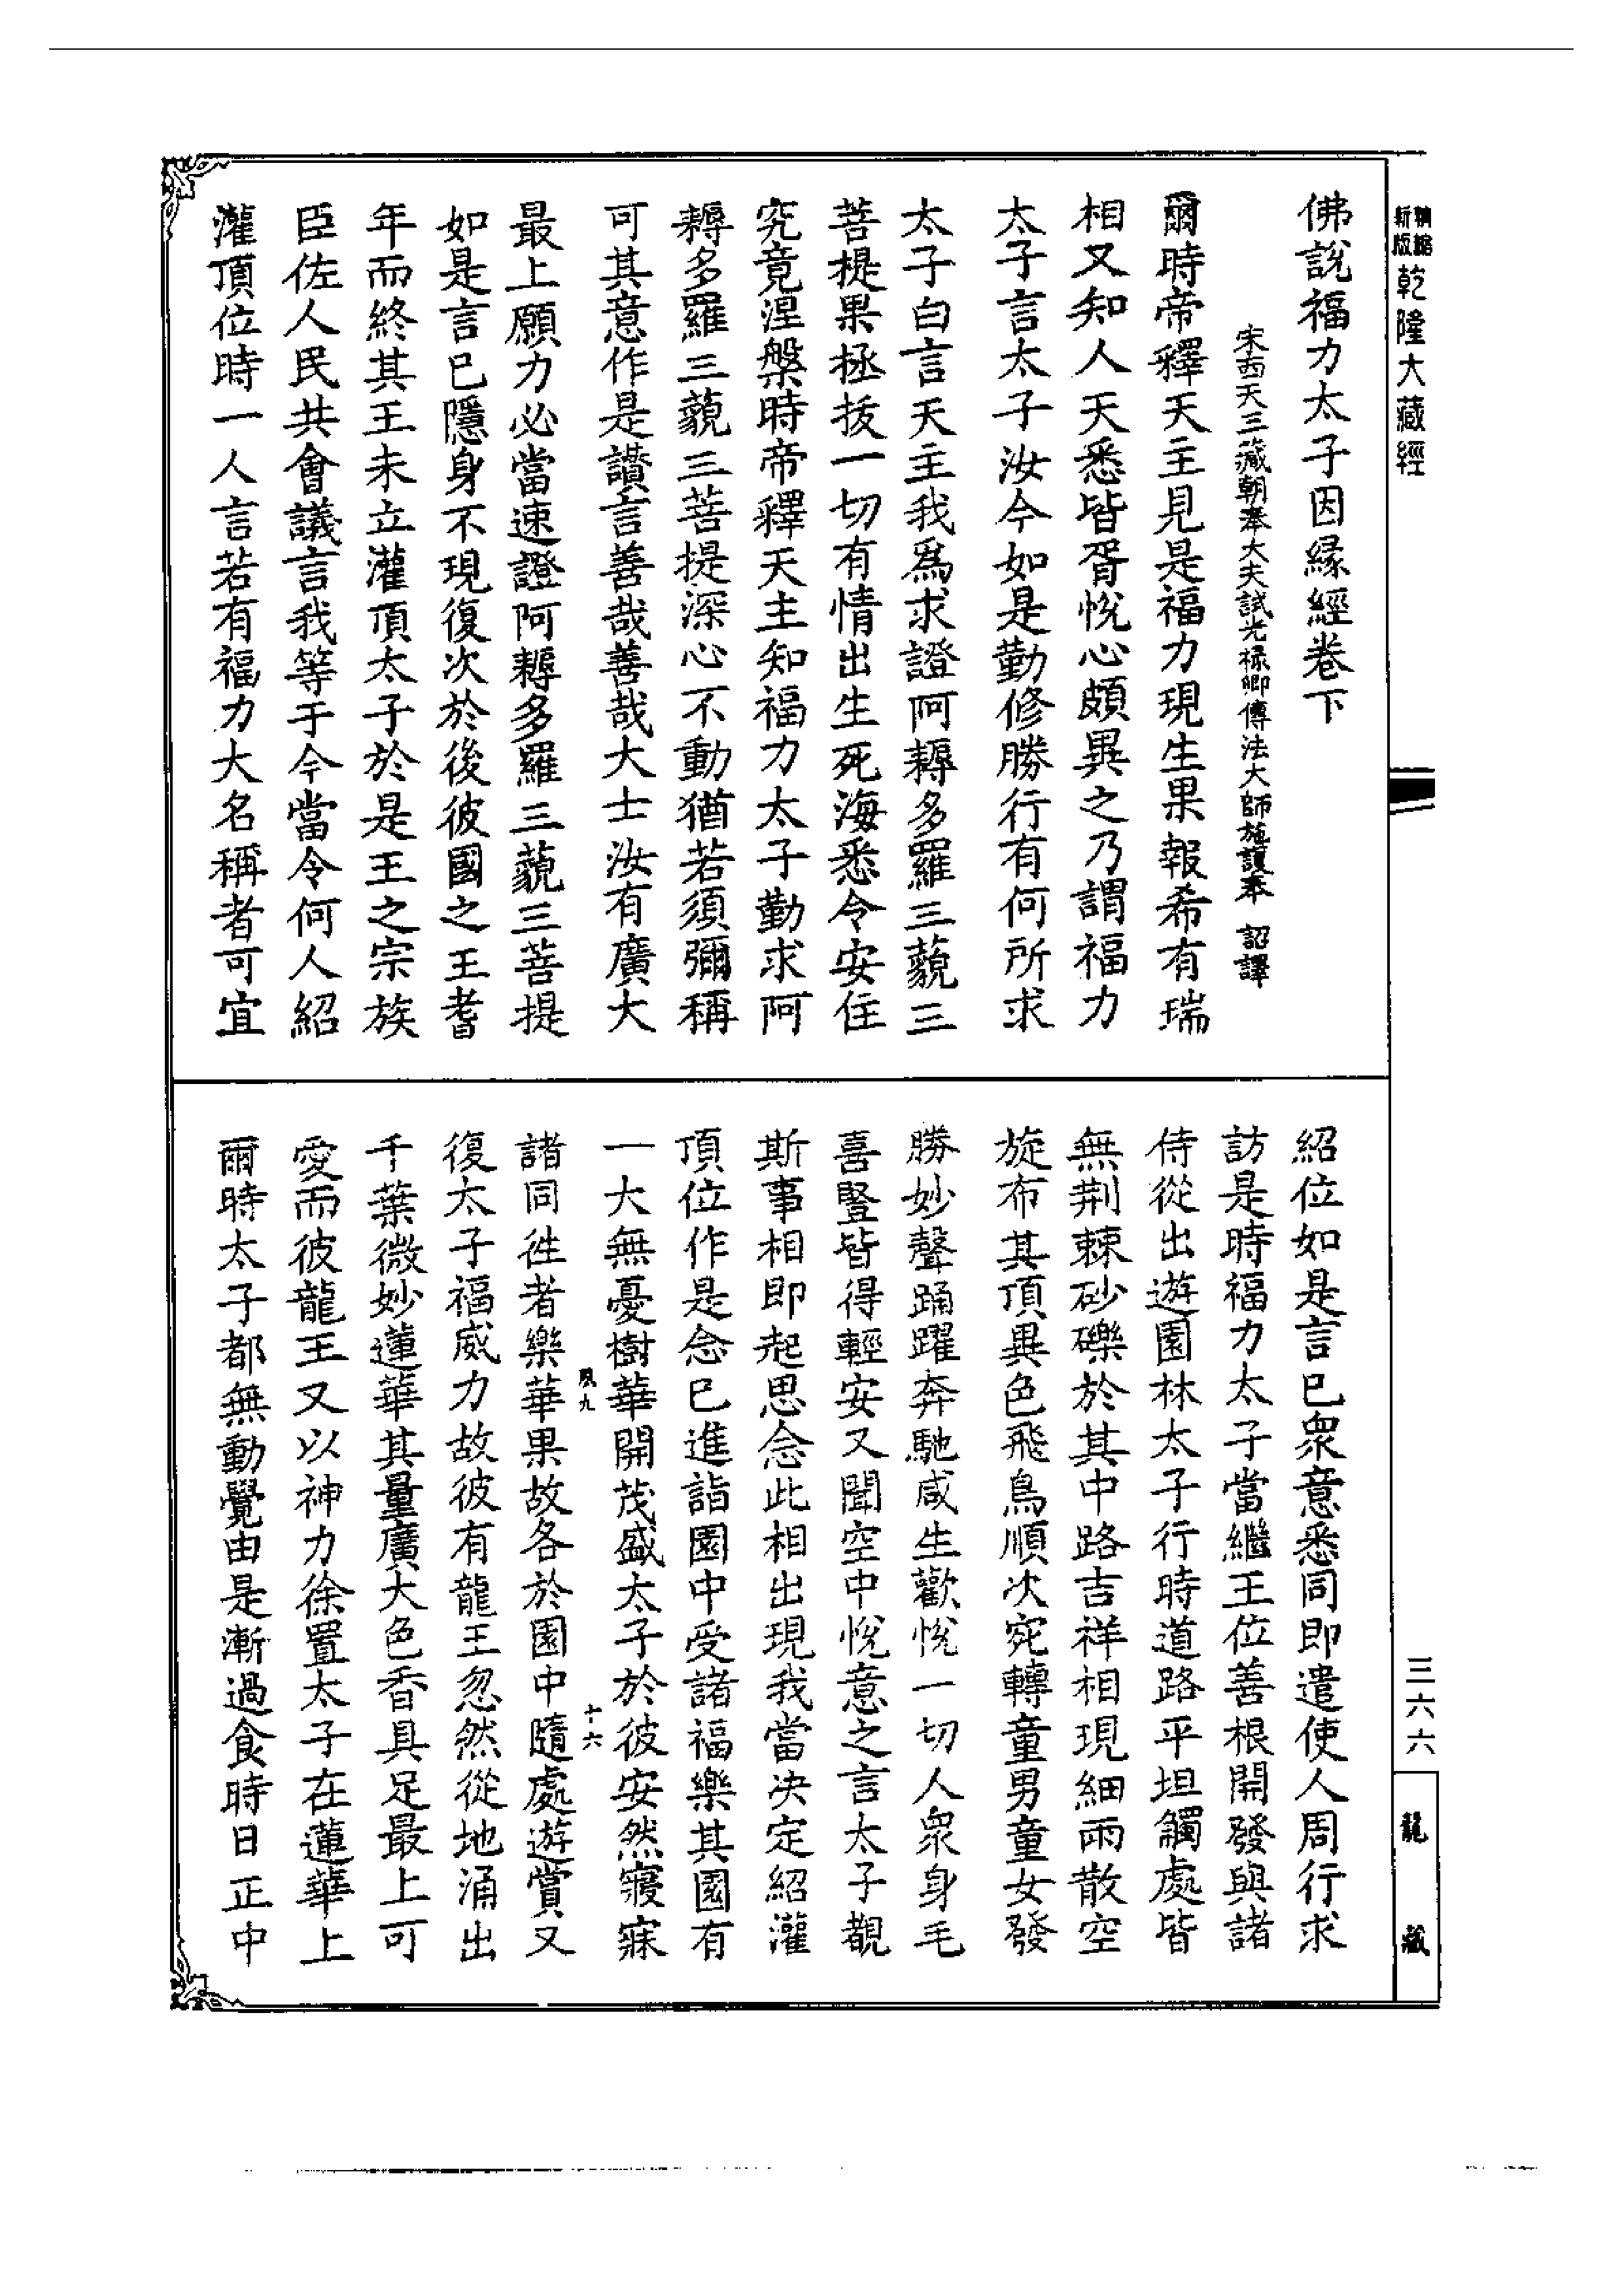 精縮新版乾隆大藏經
佛說福力太子因緣經卷下
宋西天三藏朝奉大夫試光祿卿傳法大師施護奉 詔譯
爾時帝釋天主見是福力現生果報希有瑞
相又知人天悉皆胥悅心頗異之乃謂福力
太子言太子汝今如是勤修勝行有何所求
太子白言天主我爲求證阿耨多羅三藐三
菩提果拯拔一切有情出生死海悉令安住
究竟涅槃時帝釋天主知福力太子勤求阿
耨多羅三藐三菩提深心不動猶若須彌稱
可其意作是讚言善哉善哉大士汝有廣大
最上願力必當速證阿耨多羅三藐三菩提
如是言已隱身不現復次於後彼國之王耆
年而終其王未立灌頂太子於是王之宗族
臣佐人民共會議言我等于今當令何人紹
灌頂位時一人言若有福力大名稱者可宜
紹位如是言已衆意悉同即遣使人周行求
訪是時福力太子當繼王位善根開發與諸
侍從出遊園林太子行時道路平坦觸處皆
無荆棘砂礫於其中路吉祥相現細雨散空
旋布其頂異色飛鳥順次宛轉童男童女發
勝妙聲踊躍奔馳咸生歡悅一切人衆身毛
喜豎皆得輕安又聞空中悅意之言太子覩
斯事相即起思念此相出現我當決定紹灌
頂位作是念已進詣園中受諸福樂其園有
一大無憂樹華開茂盛太子於彼安然寢寐
風九
十六
諸同徃者樂華果故各於園中隨處遊賞又
復太子福威力故彼有龍王忽然從地涌出
千葉微妙蓮華其量廣大色香具足最上可
愛而彼龍王又以神力徐置太子在蓮華上
爾時太子都無動覺由是漸過食時日正中
三六六
龍藏